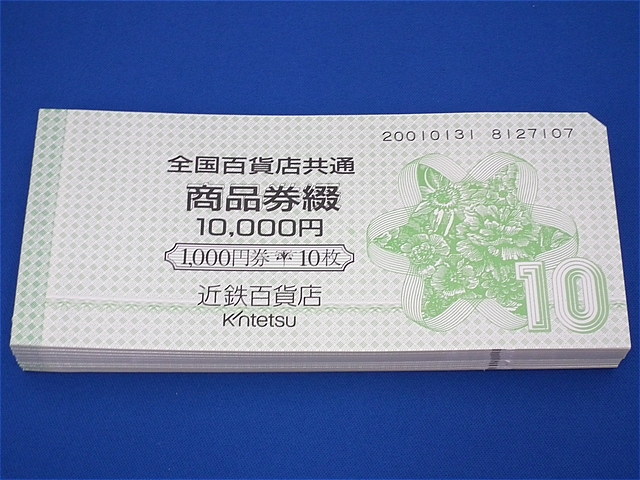 20010131 8127107
全国百貨店共通
商品券綴
10,000円
1,000円券 10枚
近鉄百貨店
Kintetsu
10